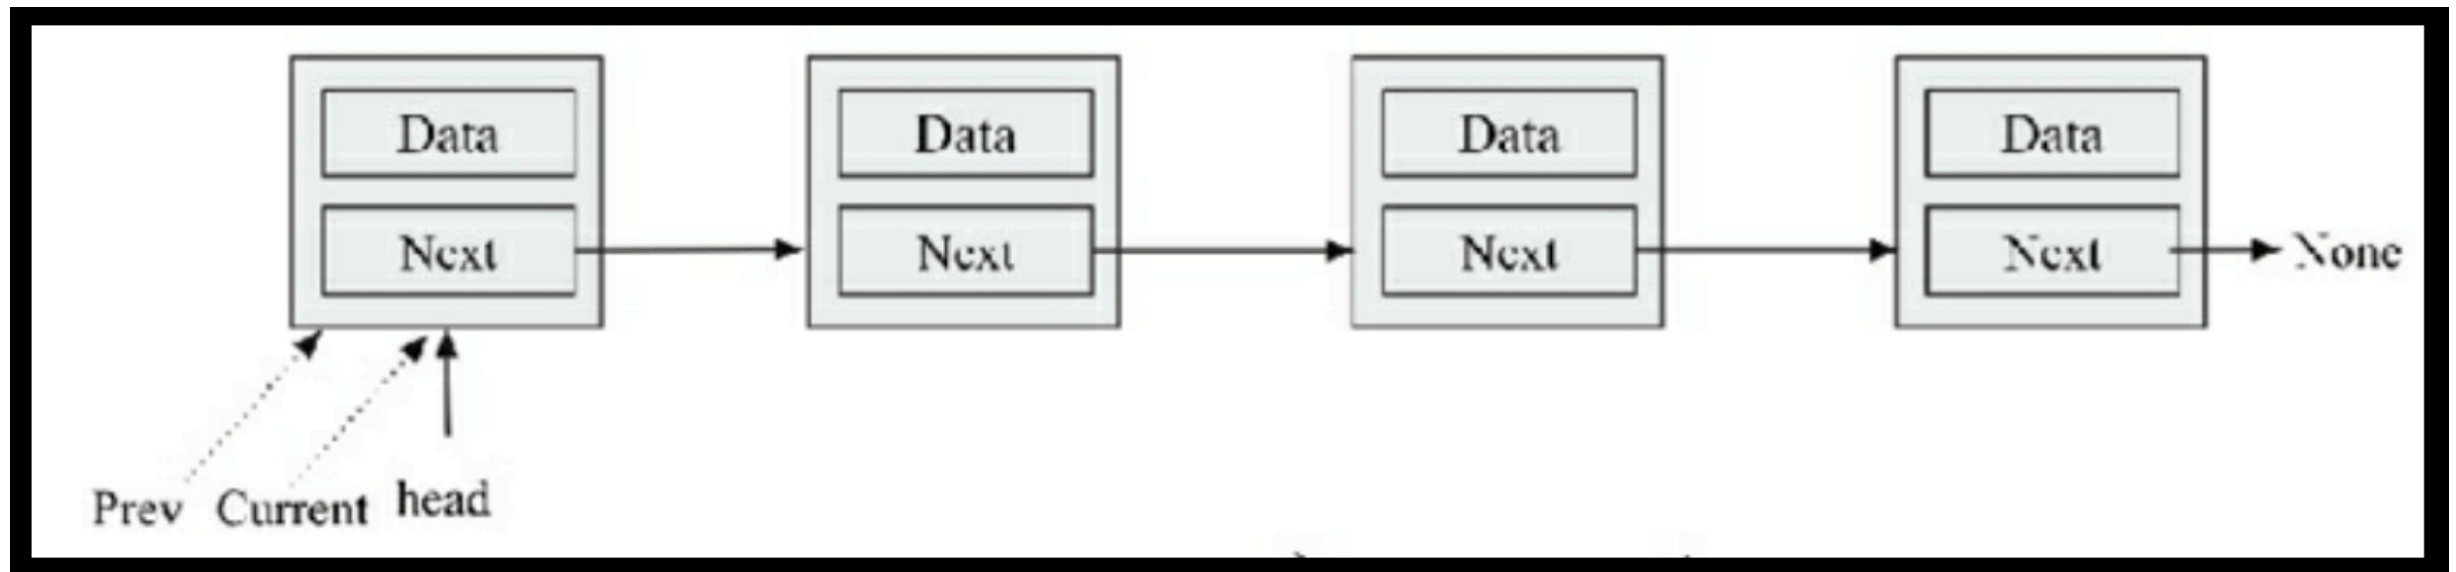 Data Data Data Data
Next Next Next Next None
Prev Current head